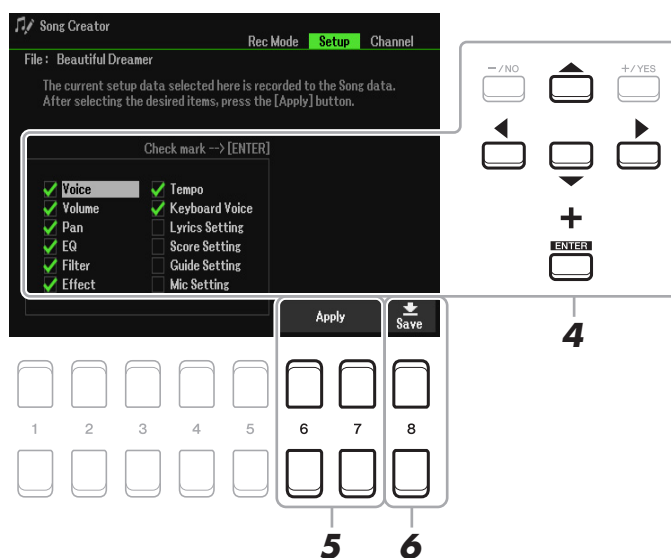 Song Creator
Rec Mode Setup Channel
File : Beautiful Dreamer
The current setup data selected here is recorded to the Song data.
After selecting the desired items, press the [Apply] button.
Check mark --> [ENTER]
Voice Tempo
Volume Keyboard Voice
Pan Lyrics Setting
EQ Score Setting
Filter Guide Setting
Effect Mic Setting
Apply
Save
−/NO
+/YES
+
ENTER
4
1 2 3 4 5 6 7 8
5 6